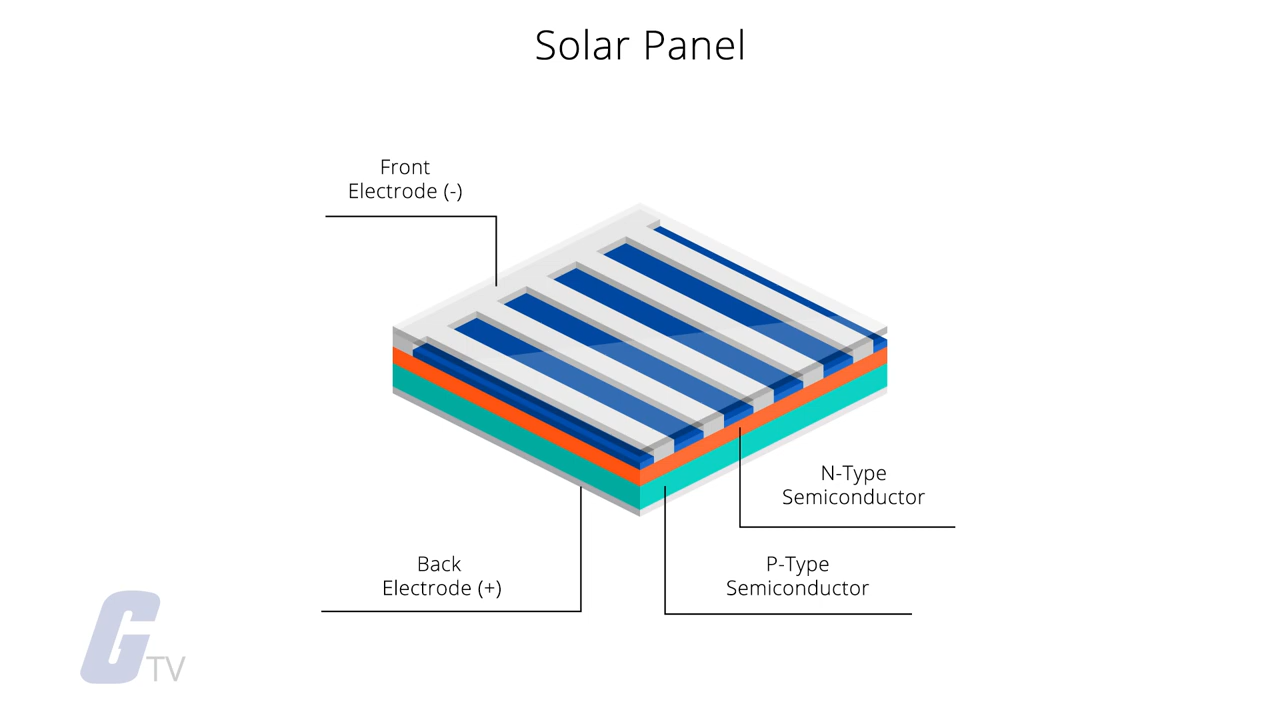 Solar Panel
Front
Electrode (-)
N-Type
Semiconductor
Back
Electrode (+)
P-Type
Semiconductor
G TV